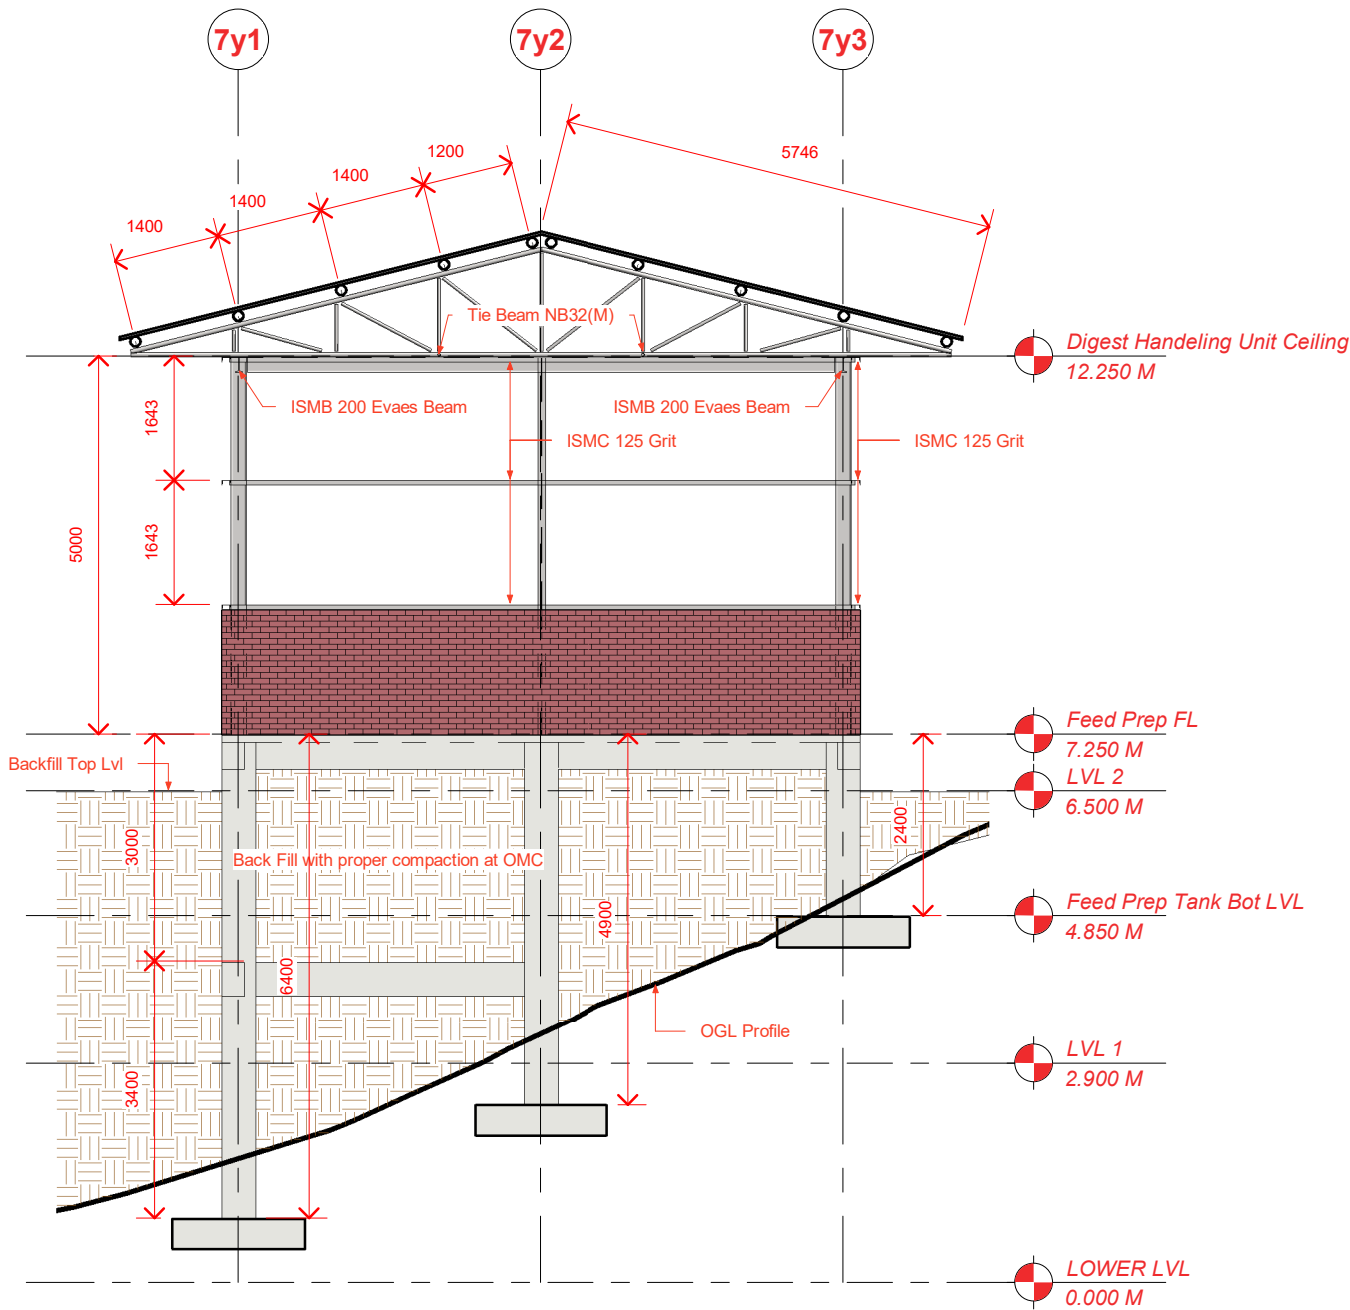 7y1
7y2
7y3
1200
5746
1400
1400
1400
Tie Beam NB32(M)
Digest Handeling Unit Ceiling
12.250 M
ISMB 200 Evaes Beam
ISMB 200 Evaes Beam
1643
ISMC 125 Grit
ISMC 125 Grit
5000
1643
Feed Prep FL
7.250 M
Backfill Top Lvl
LVL 2
6.500 M
2400
3000
Back Fill with proper compaction at OMC
Feed Prep Tank Bot LVL
4.850 M
4900
6400
OGL Profile
LVL 1
2.900 M
3400
LOWER LVL
0.000 M